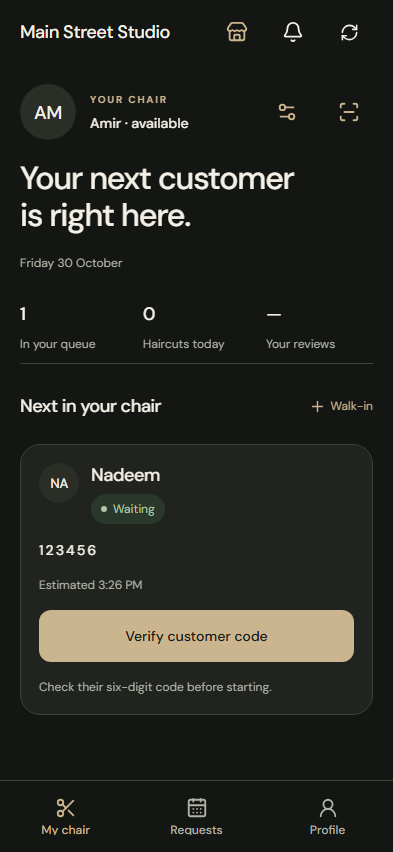 Main Street Studio
AM
YOUR CHAIR
Amir · available
Your next customer
is right here.
Friday 30 October
1
In your queue
0
Haircuts today
—
Your reviews
Next in your chair
+ Walk-in
NA
Nadeem
Waiting
123456
Estimated 3:26 PM
Verify customer code
Check their six-digit code before starting.
My chair
Requests
Profile